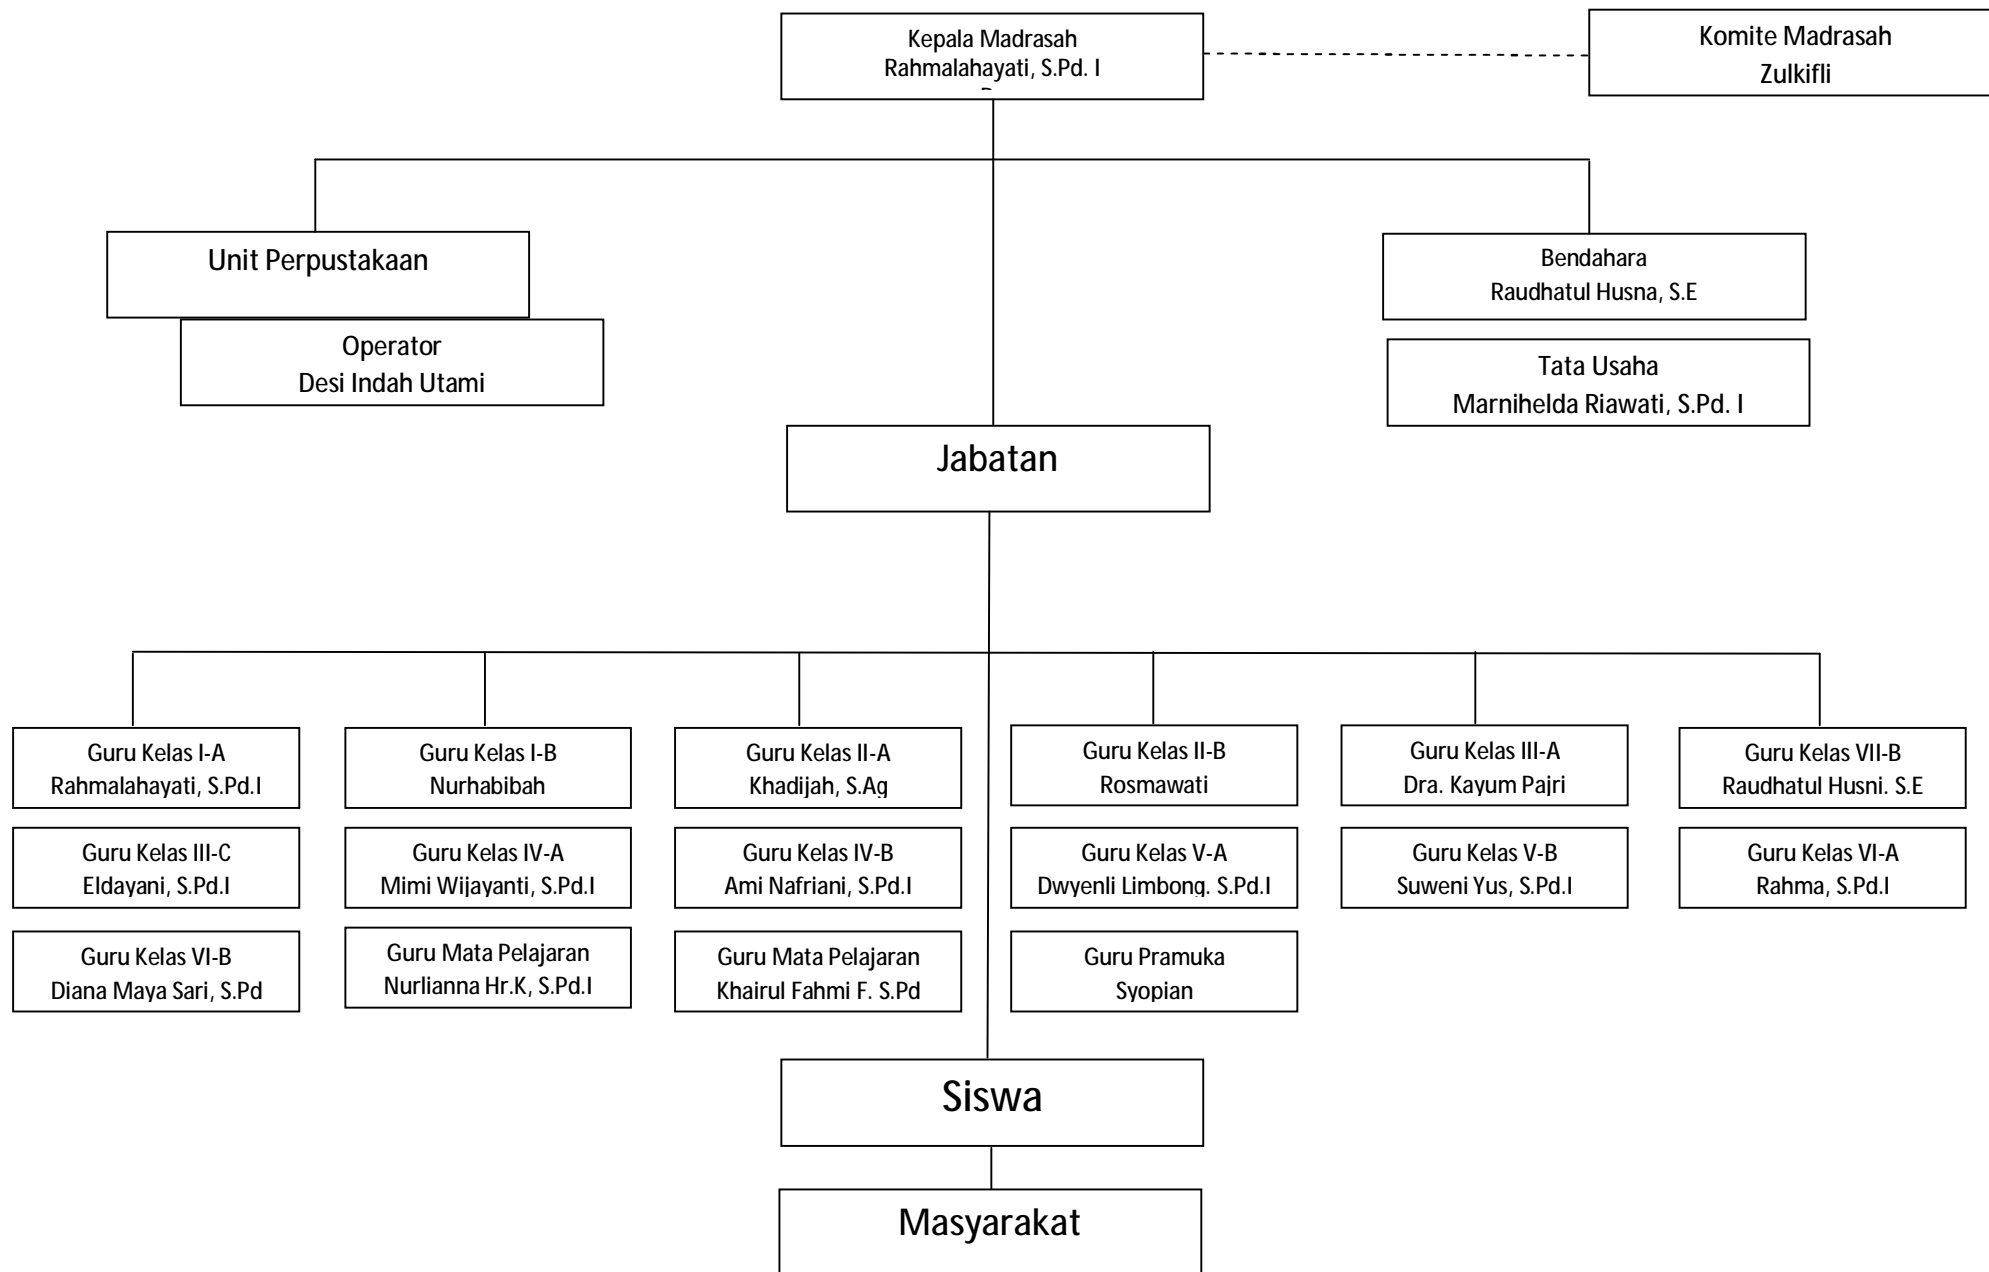 Kepala Madrasah
Rahmalahayati, S.Pd. I
Komite Madrasah
Zulkifli
Unit Perpustakaan
Operator
Desi Indah Utami
Bendahara
Raudhatul Husna, S.E
Tata Usaha
Marnihelda Riawati, S.Pd. I
Jabatan
Guru Kelas I-A
Rahmalahayati, S.Pd.I
Guru Kelas I-B
Nurhabibah
Guru Kelas II-A
Khadijah, S.Ag
Guru Kelas II-B
Rosmawati
Guru Kelas III-A
Dra. Kayum Pajri
Guru Kelas VII-B
Raudhatul Husni. S.E
Guru Kelas III-C
Eldayani, S.Pd.I
Guru Kelas IV-A
Mimi Wijayanti, S.Pd.I
Guru Kelas IV-B
Ami Nafriani, S.Pd.I
Guru Kelas V-A
Dwyenli Limbong. S.Pd.I
Guru Kelas V-B
Suweni Yus, S.Pd.I
Guru Kelas VI-A
Rahma, S.Pd.I
Guru Kelas VI-B
Diana Maya Sari, S.Pd
Guru Mata Pelajaran
Nurlianna Hr.K, S.Pd.I
Guru Mata Pelajaran
Khairul Fahmi F. S.Pd
Guru Pramuka
Syopian
Siswa
Masyarakat